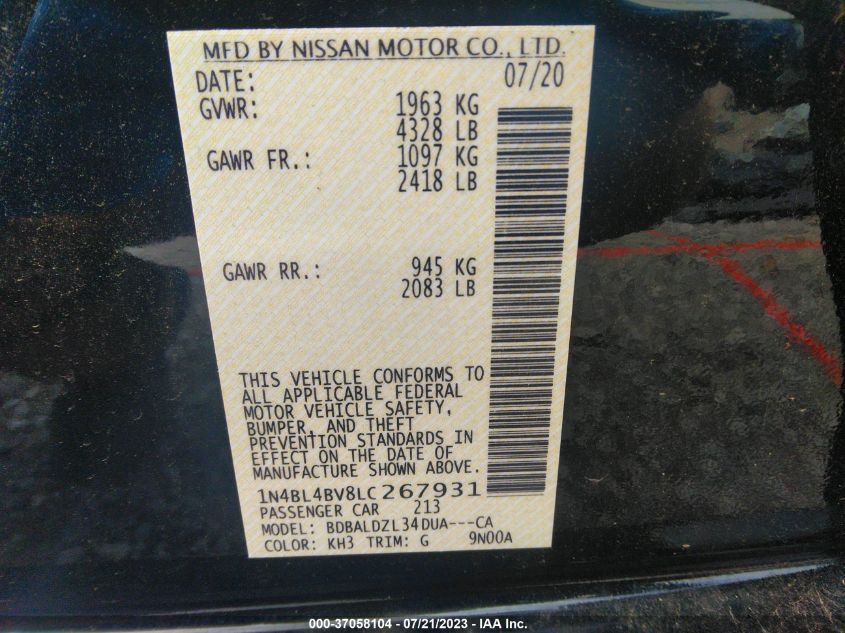 MFD BY NISSAN MOTOR CO., LTD.
DATE: 07/20
GVWR: 1963 KG
4328 LB
GAWR FR.: 1097 KG
2418 LB
GAWR RR.: 945 KG
2083 LB
THIS VEHICLE CONFORMS TO
ALL APPLICABLE FEDERAL
MOTOR VEHICLE SAFETY,
BUMPER, AND THEFT
PREVENTION STANDARDS IN
EFFECT ON THE DATE OF
MANUFACTURE SHOWN ABOVE.
1N4BL4BV8LC267931
PASSENGER CAR 213
MODEL: BDBALDZL34DUA---CA
COLOR: KH3 TRIM: G 9N00A
000-37058104 - 07/21/2023 - IAA Inc.